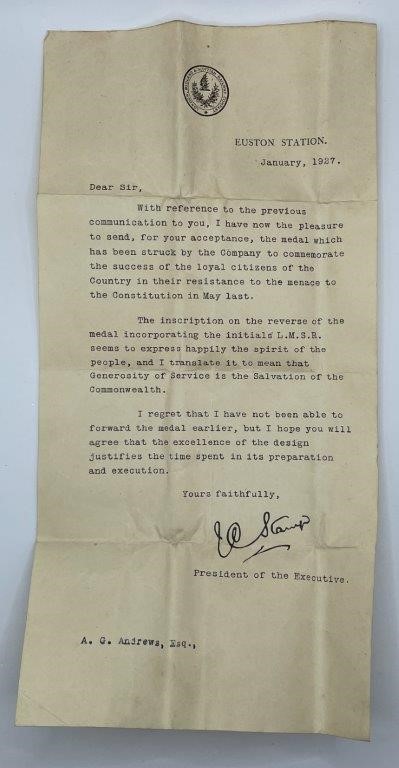 EUSTON STATION.
January, 1927.
Dear Sir,
With reference to the previous
communication to you, I have now the pleasure
to send, for your acceptance, the medal which
has been struck by the Company to commemorate
the success of the loyal citizens of the
Country in their resistance to the menace to
the Constitution in May last.
The inscription on the reverse of the
medal incorporating the initials L.M.S.R.
seems to express happily the spirit of the
people, and I translate it to mean that
Generosity of Service is the Salvation of the
Commonwealth.
I regret that I have not been able to
forward the medal earlier, but I hope you will
agree that the excellence of the design
justifies the time spent in its preparation
and execution.
Yours faithfully,
Stamp
President of the Executive.
A. G. Andrews, Esq.,